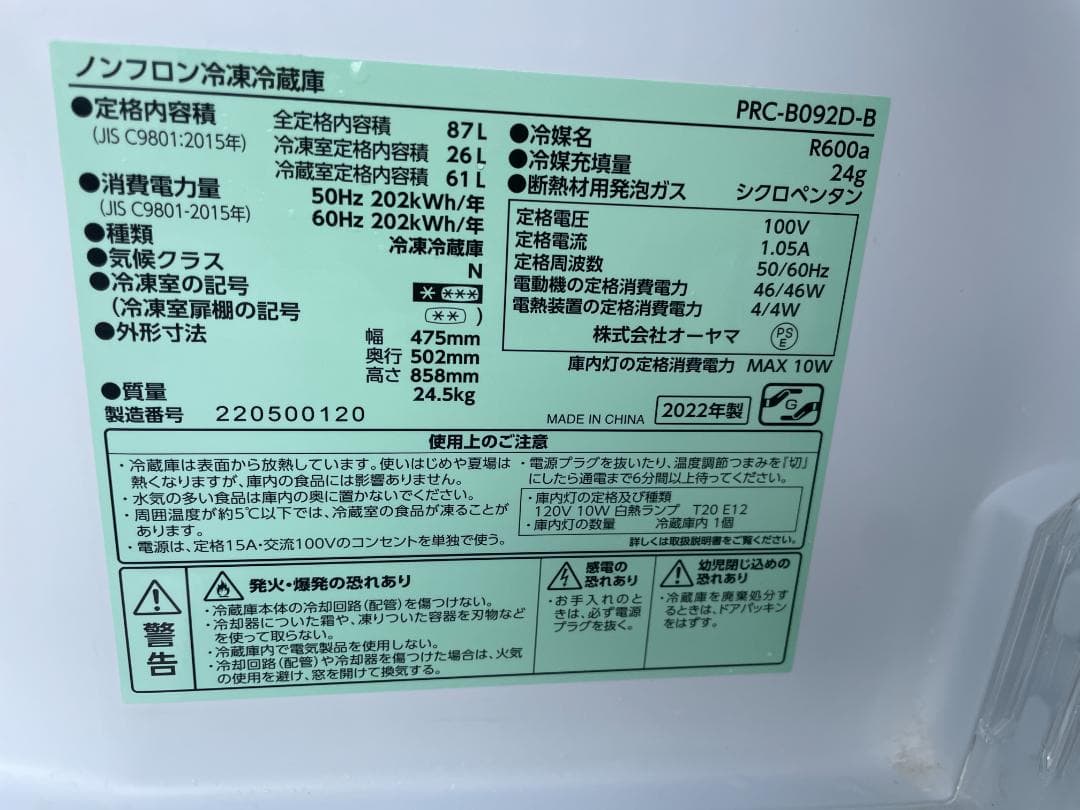 ノンフロン冷凍冷蔵庫
PRC-B092D-B
●定格内容積
(JIS C9801:2015年)
全定格内容積 87L
冷凍室定格内容積 26L
冷蔵室定格内容積 61L
●消費電力量
(JIS C9801-2015年)
50Hz 202kWh/年
60Hz 202kWh/年
●種類 冷凍冷蔵庫
●気候クラス N
●冷凍室の記号 * ***
(冷凍室扉棚の記号 ** )
●外形寸法
幅 475mm
奥行 502mm
高さ 858mm
●質量 24.5kg
製造番号 220500120
●冷媒名 R600a
●冷媒充填量 24g
●断熱材用発泡ガス シクロペンタン
定格電圧 100V
定格電流 1.05A
定格周波数 50/60Hz
電動機の定格消費電力 46/46W
電熱装置の定格消費電力 4/4W
株式会社オーヤマ PS E
庫内灯の定格消費電力 MAX 10W
MADE IN CHINA 2022年製 G
使用上のご注意
・冷蔵庫は表面から放熱しています。使いはじめや夏場は
熱くなりますが、庫内の食品には影響ありません。
・水気の多い食品は庫内の奥に置かないでください。
・周囲温度が約5℃以下では、冷蔵室の食品が凍ることが
あります。
・電源は、定格15A・交流100Vのコンセントを単独で使う。
・電源プラグを抜いたり、温度調節つまみを『切』
にしたら通電まで6分間以上待ってください。
・庫内灯の定格及び種類
120V 10W 白熱ランプ T20 E12
・庫内灯の数量 冷蔵庫内 1個
詳しくは取扱説明書をご覧ください。
警告
発火・爆発の恐れあり
・冷蔵庫本体の冷却回路(配管)を傷つけない。
・冷却器についた霜や、凍りついた容器を刃物など
を使って取らない。
・冷蔵庫内で電気製品を使用しない。
・冷却回路(配管)や冷却器を傷つけた場合は、火気
の使用を避け、窓を開けて換気する。
感電の
恐れあり
・お手入れのと
きは、必ず電源
プラグを抜く。
幼児閉じ込めの
恐れあり
・冷蔵庫を廃棄処分す
るときは、ドアパッキン
をはずす。